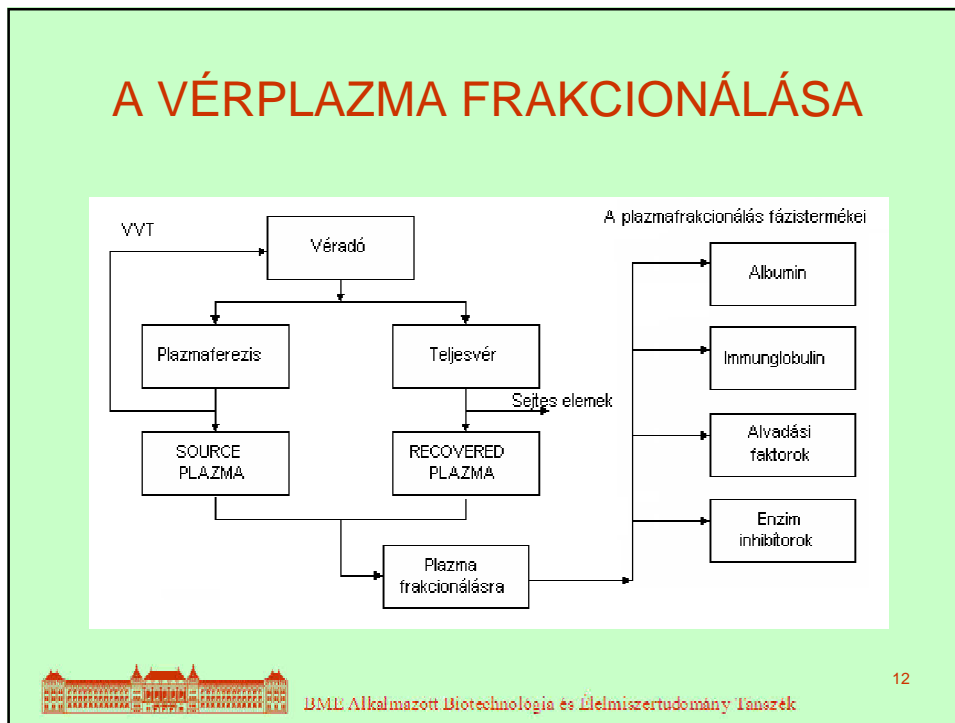 A VÉRPLAZMA FRAKCIONÁLÁSA
VVT
Véradó
Plazmaferezis
Teljesvér
Sejtes elemek
SOURCE
PLAZMA
RECOVERED
PLAZMA
Plazma
frakcionálásra
A plazmafrakcionálás fázistermékei
Albumin
Immunglobulin
Alvadási
faktorok
Enzim
inhibítorok
BME Alkalmazott Biotechnológia és Élelmiszertudomány Tanszék
12